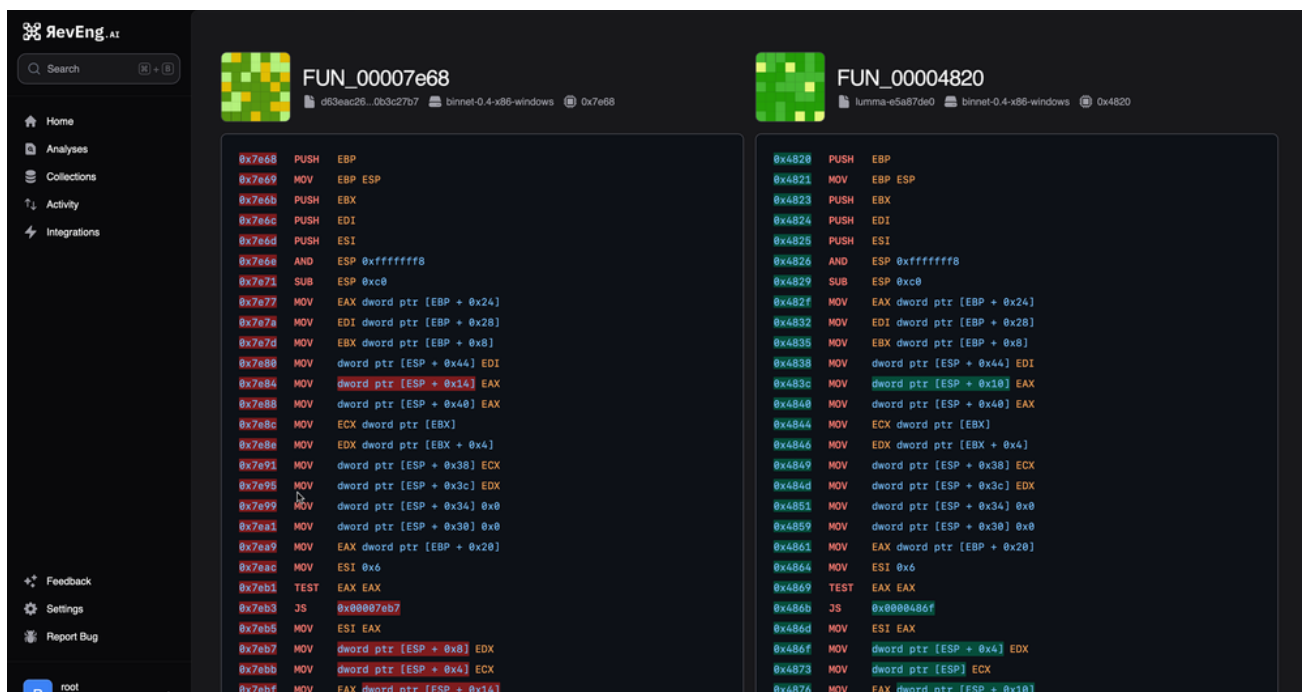 ЯevEng.AI
Search ⌘ + B
Home
Analyses
Collections
Activity
Integrations
Feedback
Settings
Report Bug
root
FUN_00007e68
d63eac26...0b3c27b7 binnet-0.4-x86-windows 0x7e68
0x7e68 PUSH EBP
0x7e69 MOV EBP ESP
0x7e6b PUSH EBX
0x7e6c PUSH EDI
0x7e6d PUSH ESI
0x7e6e AND ESP 0xfffffff8
0x7e71 SUB ESP 0xc0
0x7e77 MOV EAX dword ptr [EBP + 0x24]
0x7e7a MOV EDI dword ptr [EBP + 0x28]
0x7e7d MOV EBX dword ptr [EBP + 0x8]
0x7e80 MOV dword ptr [ESP + 0x44] EDI
0x7e84 MOV dword ptr [ESP + 0x14] EAX
0x7e88 MOV dword ptr [ESP + 0x40] EAX
0x7e8c MOV ECX dword ptr [EBX]
0x7e8e MOV EDX dword ptr [EBX + 0x4]
0x7e91 MOV dword ptr [ESP + 0x38] ECX
0x7e95 MOV dword ptr [ESP + 0x3c] EDX
0x7e99 MOV dword ptr [ESP + 0x34] 0x0
0x7ea1 MOV dword ptr [ESP + 0x30] 0x0
0x7ea9 MOV EAX dword ptr [EBP + 0x20]
0x7eac MOV ESI 0x6
0x7eb1 TEST EAX EAX
0x7eb3 JS 0x00007eb7
0x7eb5 MOV ESI EAX
0x7eb7 MOV dword ptr [ESP + 0x8] EDX
0x7ebb MOV dword ptr [ESP + 0x4] ECX
0x7ebf MOV EAX dword ptr [ESP + 0x14]
FUN_00004820
lumma-e5a87de0 binnet-0.4-x86-windows 0x4820
0x4820 PUSH EBP
0x4821 MOV EBP ESP
0x4823 PUSH EBX
0x4824 PUSH EDI
0x4825 PUSH ESI
0x4826 AND ESP 0xfffffff8
0x4829 SUB ESP 0xc0
0x482f MOV EAX dword ptr [EBP + 0x24]
0x4832 MOV EDI dword ptr [EBP + 0x28]
0x4835 MOV EBX dword ptr [EBP + 0x8]
0x4838 MOV dword ptr [ESP + 0x44] EDI
0x483c MOV dword ptr [ESP + 0x10] EAX
0x4840 MOV dword ptr [ESP + 0x40] EAX
0x4844 MOV ECX dword ptr [EBX]
0x4846 MOV EDX dword ptr [EBX + 0x4]
0x4849 MOV dword ptr [ESP + 0x38] ECX
0x484d MOV dword ptr [ESP + 0x3c] EDX
0x4851 MOV dword ptr [ESP + 0x34] 0x0
0x4859 MOV dword ptr [ESP + 0x30] 0x0
0x4861 MOV EAX dword ptr [EBP + 0x20]
0x4864 MOV ESI 0x6
0x4869 TEST EAX EAX
0x486b JS 0x0000486f
0x486d MOV ESI EAX
0x486f MOV dword ptr [ESP + 0x4] EDX
0x4873 MOV dword ptr [ESP] ECX
0x4876 MOV EAX dword ptr [ESP + 0x10]